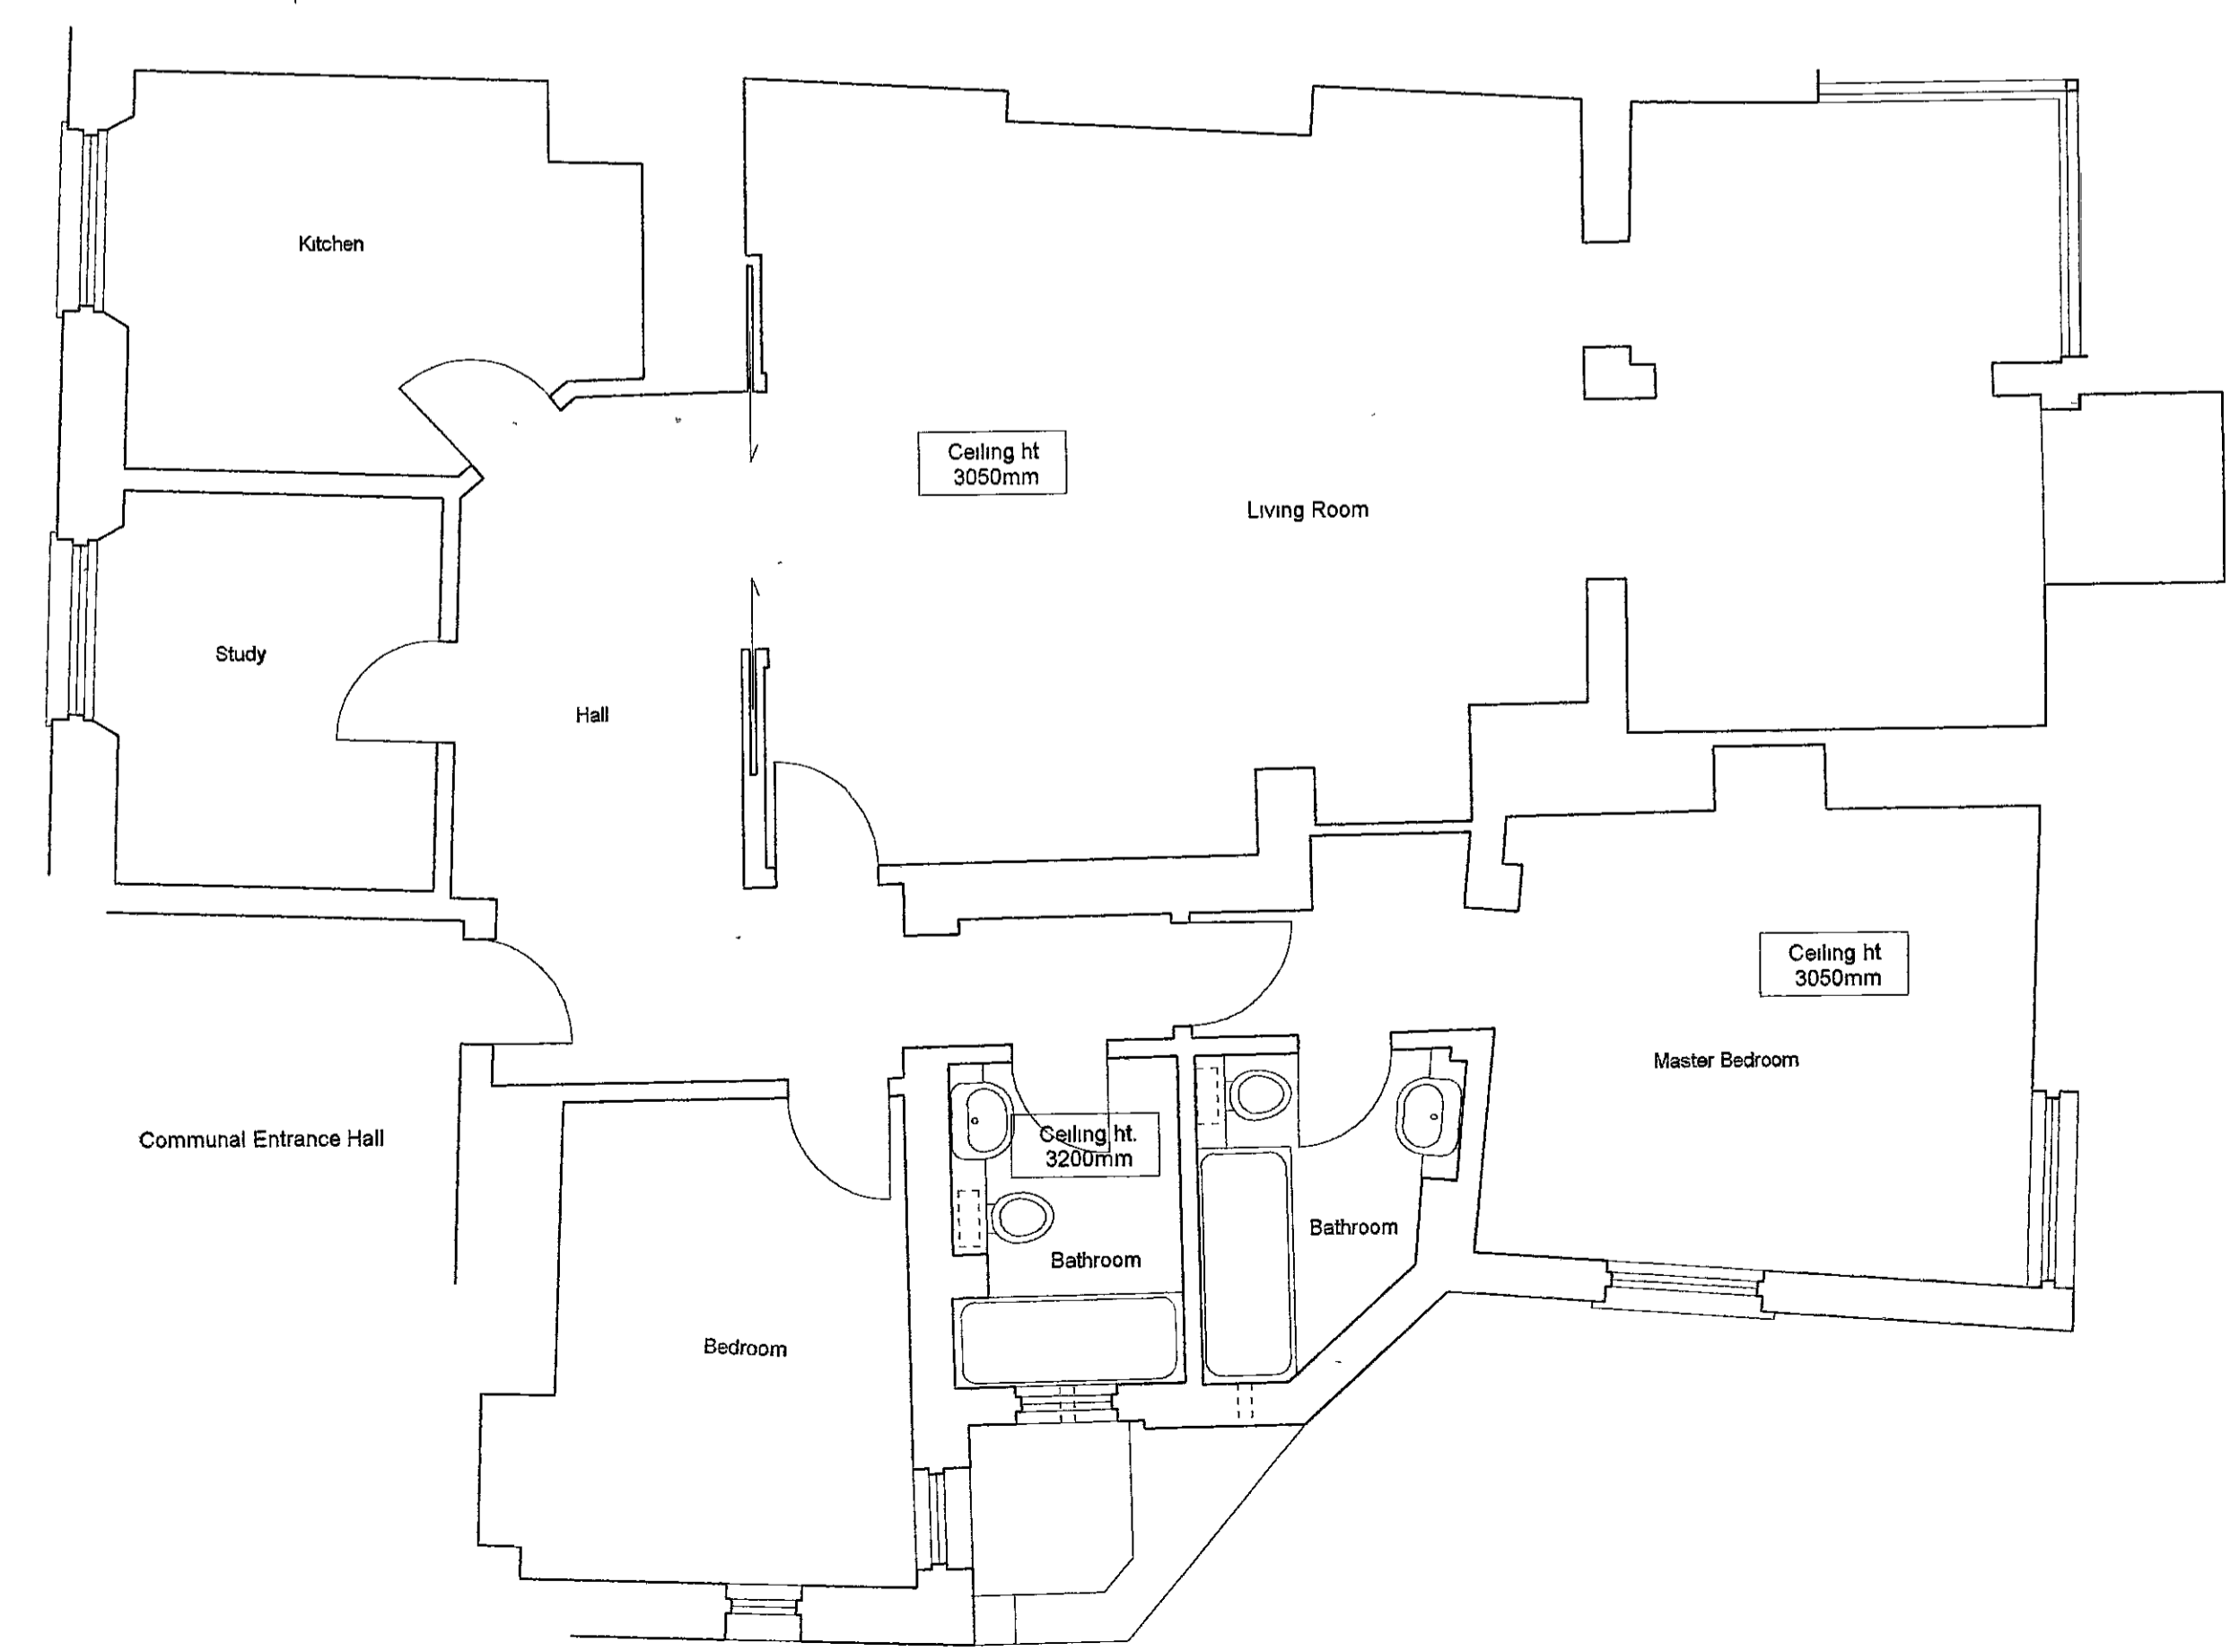 Kitchen
Ceiling ht
3050mm
Living Room
Study
Hall
Ceiling ht
3050mm
Master Bedroom
Communal Entrance Hall
Ceiling ht.
3200mm
Bathroom
Bathroom
Bedroom